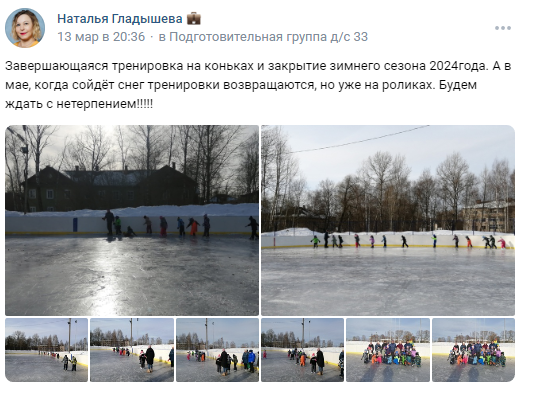 Наталья Гладышева
13 мар в 20:36 · в Подготовительная группа д/с 33
Завершающаяся тренировка на коньках и закрытие зимнего сезона 2024года. А в
мае, когда сойдёт снег тренировки возвращаются, но уже на роликах. Будем
ждать с нетерпением!!!!!